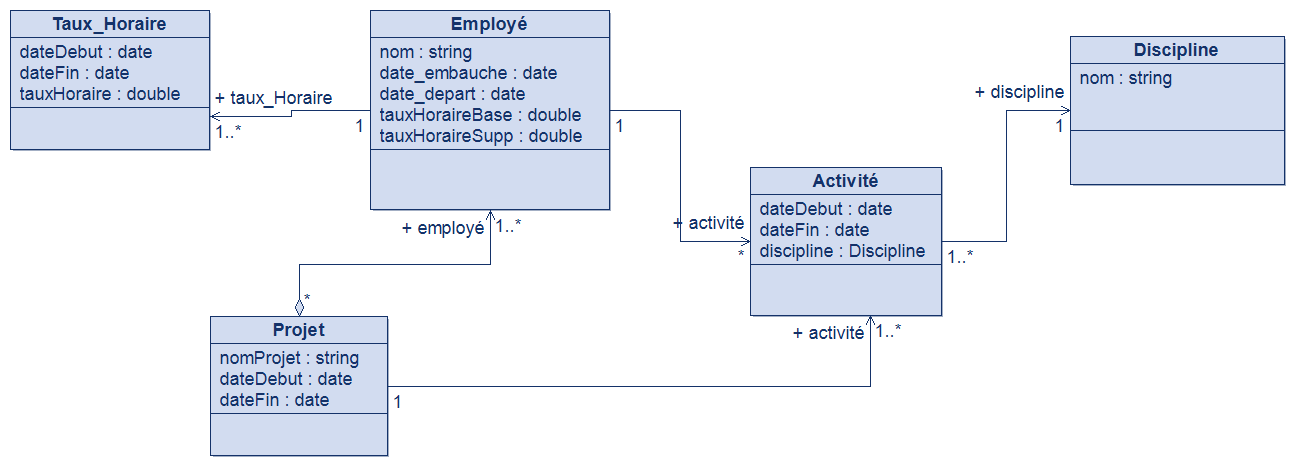 Taux_Horaire
dateDebut : date
dateFin : date
tauxHoraire : double
+ taux_Horaire
1..*
1
Employé
nom : string
date_embauche : date
date_depart : date
tauxHoraireBase : double
tauxHoraireSupp : double
1
+ employé
1..*
*
Projet
nomProjet : string
dateDebut : date
dateFin : date
1
+ activité
*
Activité
dateDebut : date
dateFin : date
discipline : Discipline
+ activité
1..*
1..*
+ discipline
1
Discipline
nom : string